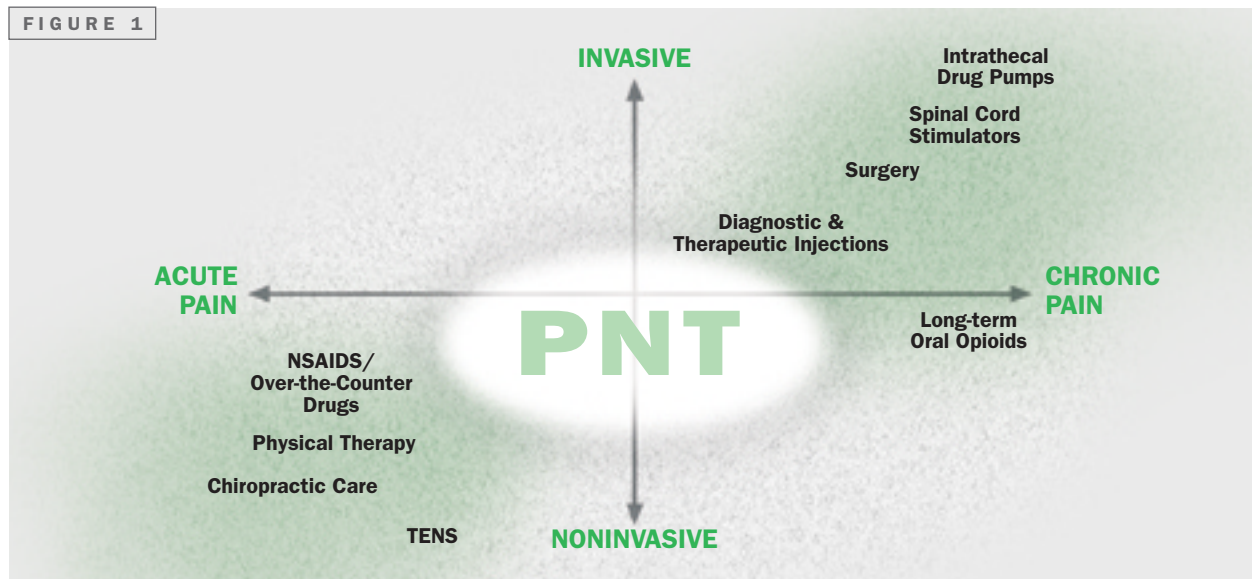 FIGURE 1
INVASIVE
Intrathecal
Drug Pumps
Spinal Cord
Stimulators
Surgery
Diagnostic &
Therapeutic Injections
ACUTE
PAIN
CHRONIC
PAIN
PNT
Long-term
Oral Opioids
NSAIDS/
Over-the-Counter
Drugs
Physical Therapy
Chiropractic Care
TENS
NONINVASIVE